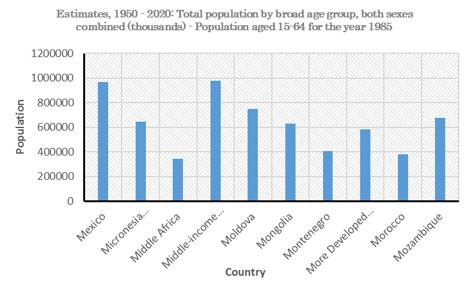 Estimates, 1950 - 2020: Total population by broad age group, both sexes
combined (thousands) - Population aged 15-64 for the year 1985
1200000
1000000
800000
600000
400000
200000
0
Population
Mexico
Micronesia...
Middle Africa
Middle-income...
Moldova
Mongolia
Montenegro
More Developed...
Morocco
Mozambique
Country